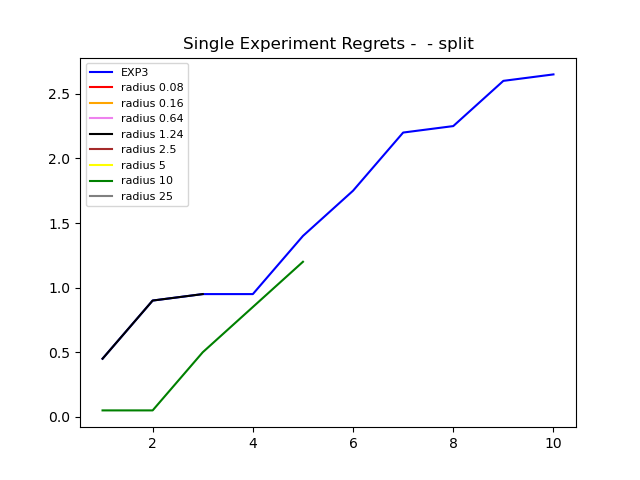 Single Experiment Regrets -  - split
EXP3
radius 0.08
radius 0.16
radius 0.64
radius 1.24
radius 2.5
radius 5
radius 10
radius 25
2.5
2.0
1.5
1.0
0.5
0.0
2 4 6 8 10